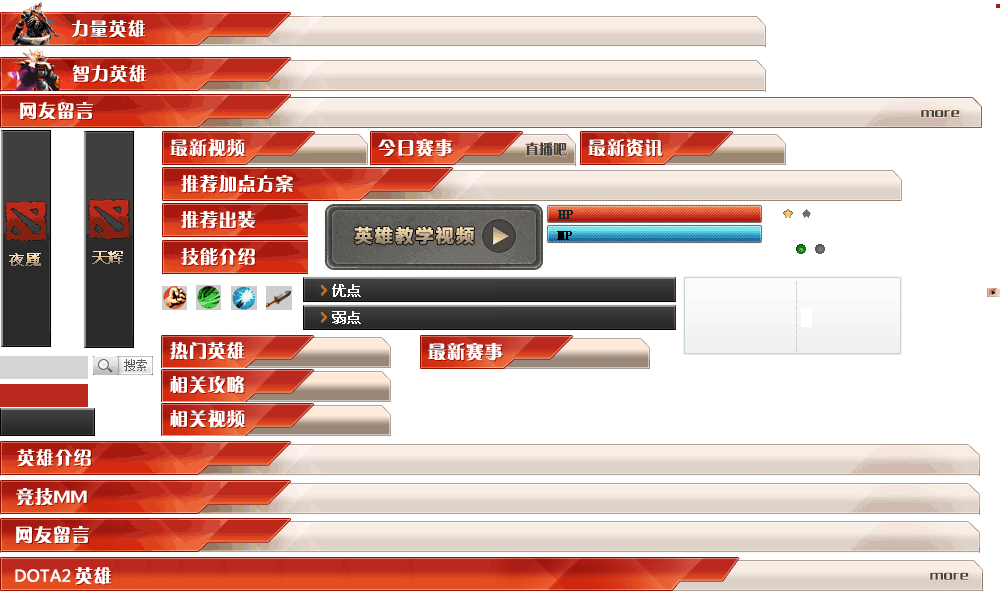 力量英雄
智力英雄
网友留言 more
最新视频 今日赛事 直播吧 最新资讯
推荐加点方案
推荐出装
英雄教学视频
HP
MP
夜魇 天辉
技能介绍
优点
弱点
热门英雄 最新赛事
搜索
相关攻略
相关视频
英雄介绍
竞技MM
网友留言
DOTA2 英雄 more